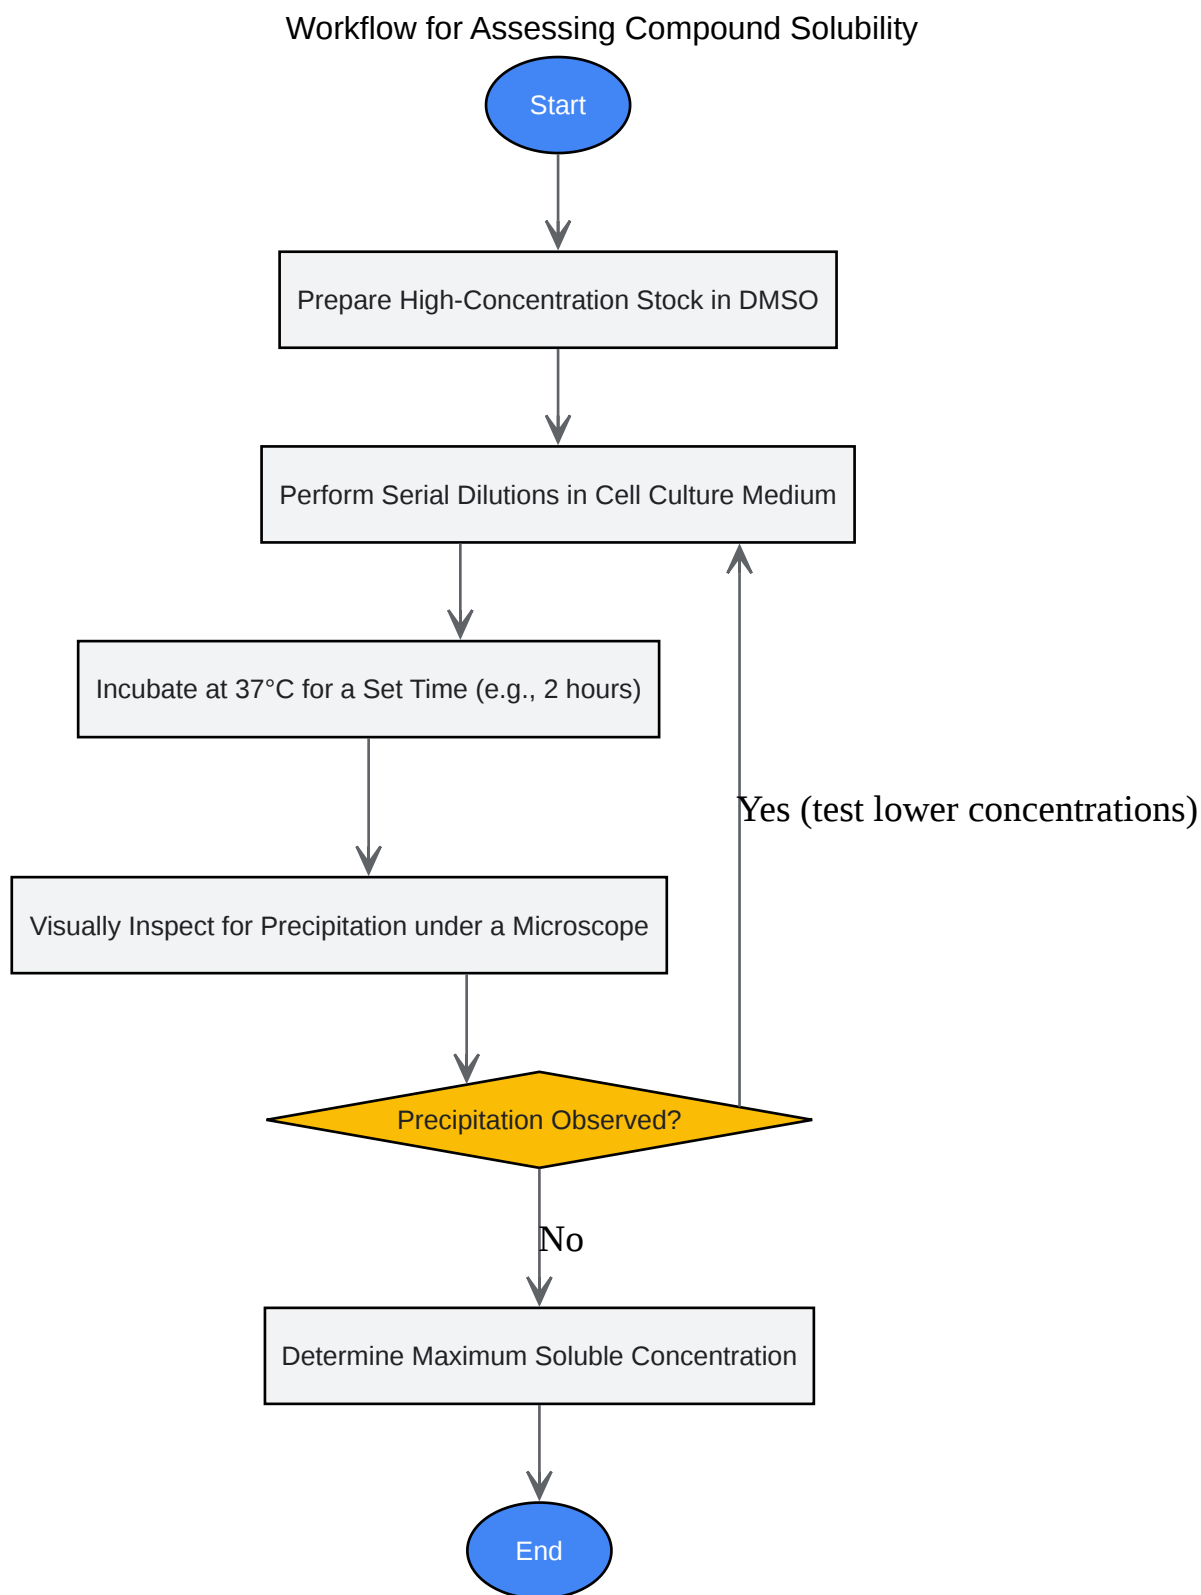 Workflow for Assessing Compound Solubility
Start
Prepare High-Concentration Stock in DMSO
Perform Serial Dilutions in Cell Culture Medium
Incubate at 37°C for a Set Time (e.g., 2 hours)
Yes (test lower concentrations)
Visually Inspect for Precipitation under a Microscope
Precipitation Observed?
No
Determine Maximum Soluble Concentration
End